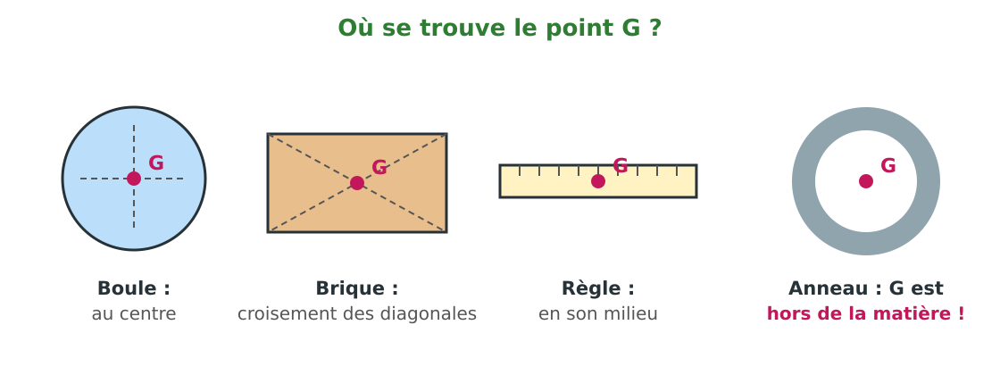 Où se trouve le point G ?
G
G
G
G
Boule :
au centre
Brique :
croisement des diagonales
Règle :
en son milieu
Anneau : G est
hors de la matière !